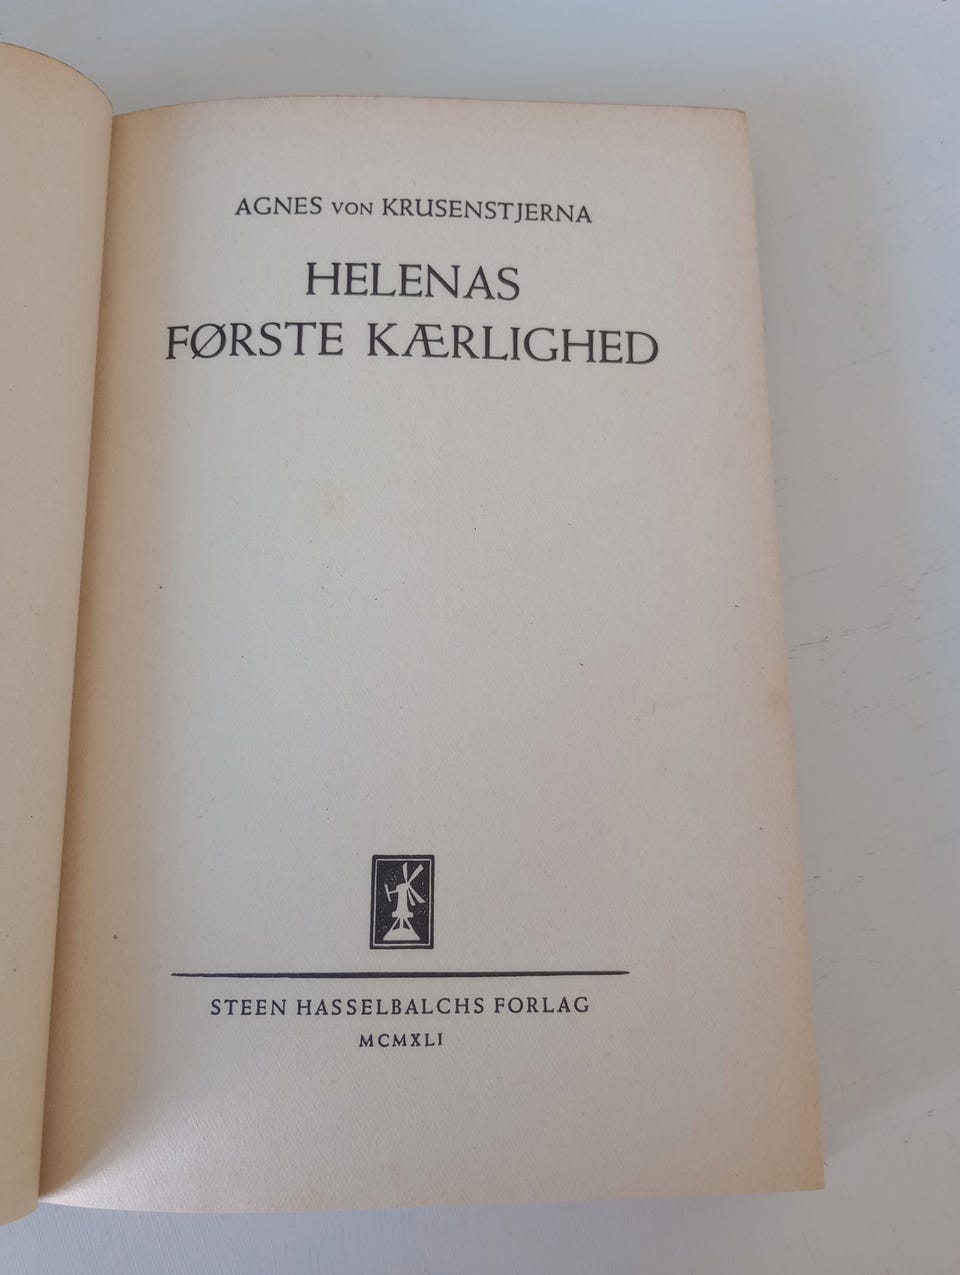 AGNES VON KRUSENSTJERNA
HELENAS
FØRSTE KÆRLIGHED
STEEN HASSELBALCHS FORLAG
MCMXLI